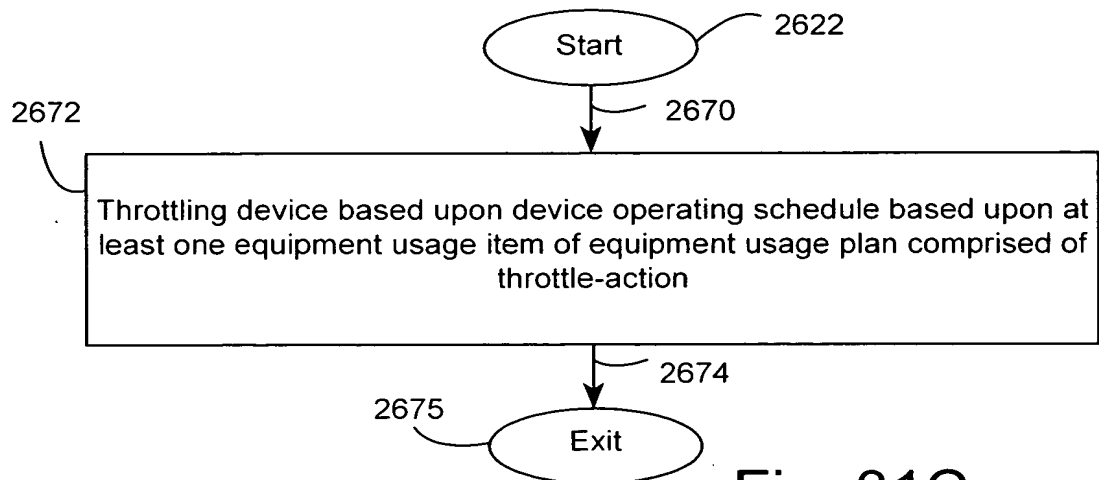 Start
2622
2670
2672
Throttling device based upon device operating schedule based upon at
least one equipment usage item of equipment usage plan comprised of
throttle-action
2674
2675
Exit